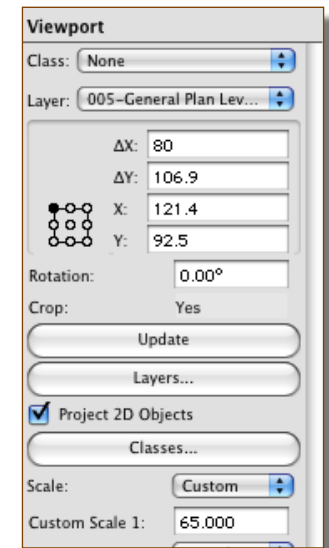 Viewport
Class: None
Layer: 005-General Plan Lev...
ΔX: 80
ΔY: 106.9
X: 121.4
Y: 92.5
Rotation: 0.00°
Crop: Yes
Update
Layers...
Project 2D Objects
Classes...
Scale: Custom
Custom Scale 1: 65.000